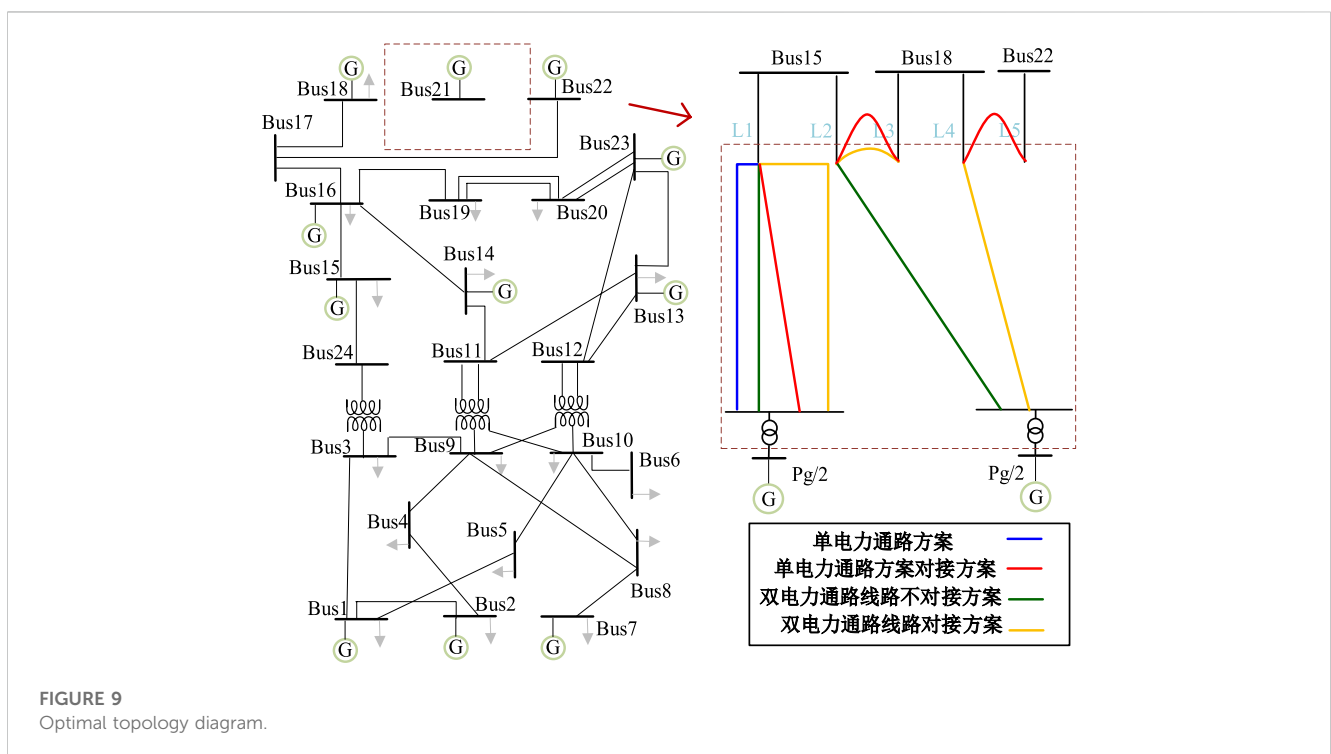 Bus18
G
Bus21
G
G
Bus22
Bus17
Bus23
G
Bus16
G
Bus19
Bus20
Bus15
G
Bus14
G
G
Bus13
Bus24
Bus11
Bus12
Bus3
Bus9
Bus10
Bus6
Bus4
Bus5
Bus8
Bus1
G
Bus2
G
Bus7
G
Bus15
Bus18
Bus22
L1
L2
L3
L4
L5
Pg/2
G
Pg/2
G
单电力通路方案
单电力通路方案对接方案
双电力通路线路不对接方案
双电力通路线路对接方案
FIGURE 9
Optimal topology diagram.